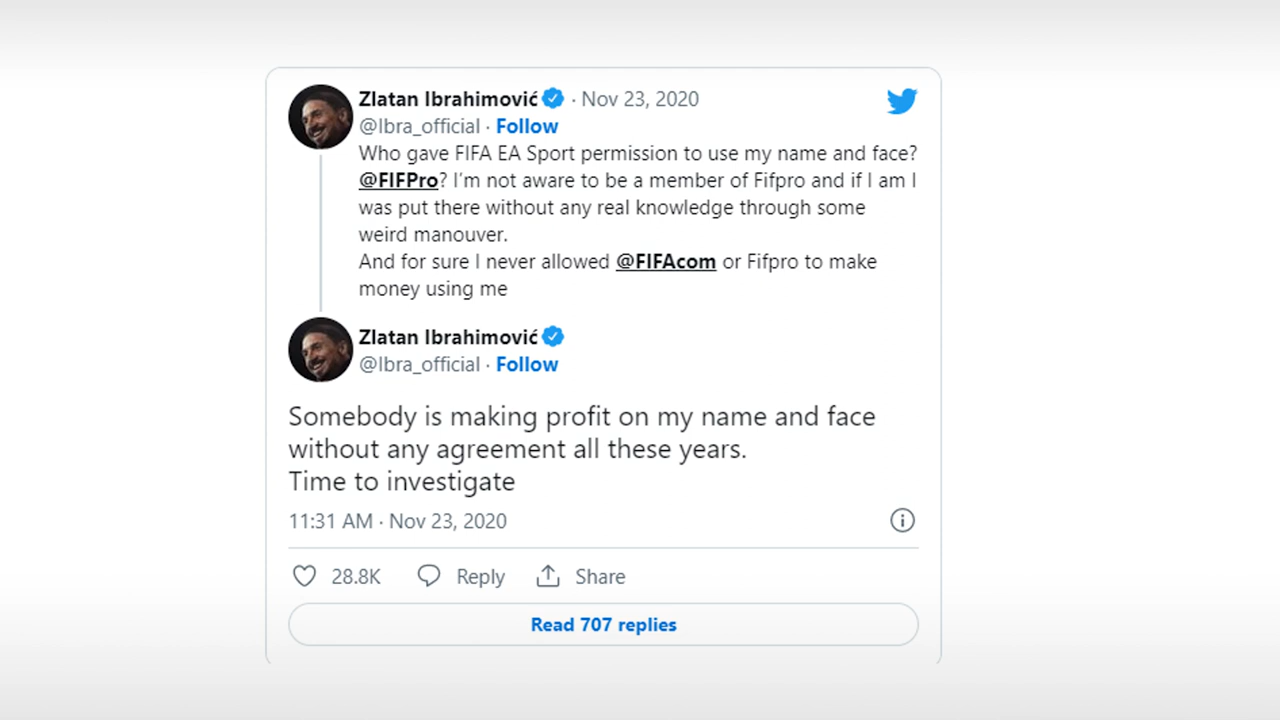 Zlatan Ibrahimović · Nov 23, 2020
@Ibra_official · Follow
Who gave FIFA EA Sport permission to use my name and face?
@FIFPro? I’m not aware to be a member of Fifpro and if I am I
was put there without any real knowledge through some
weird manouver.
And for sure I never allowed @FIFAcom or Fifpro to make
money using me
Zlatan Ibrahimović
@Ibra_official · Follow
Somebody is making profit on my name and face
without any agreement all these years.
Time to investigate
11:31 AM · Nov 23, 2020
28.8K Reply Share
Read 707 replies